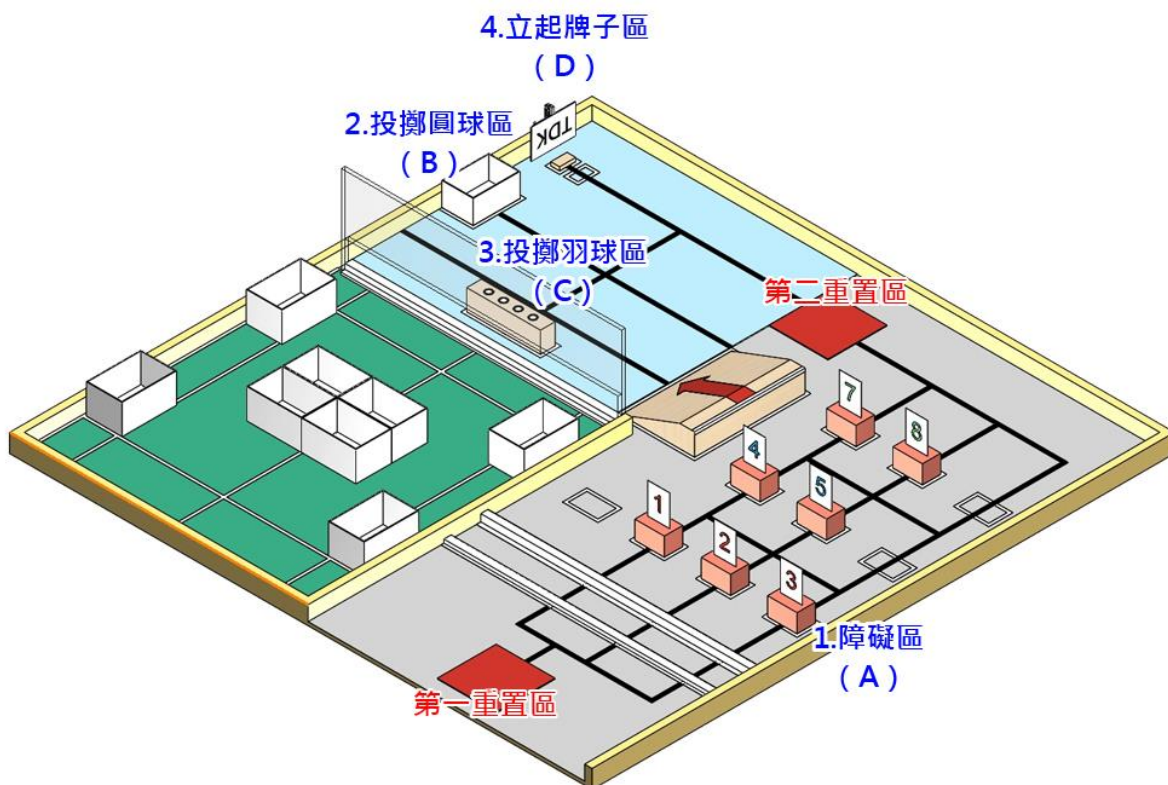 4.立起牌子區
（D）
TDK
2.投擲圓球區
（B）
3.投擲羽球區
（C）
第二重置區
7
8
4
5
1
2
3
1.障礙區
（A）
第一重置區